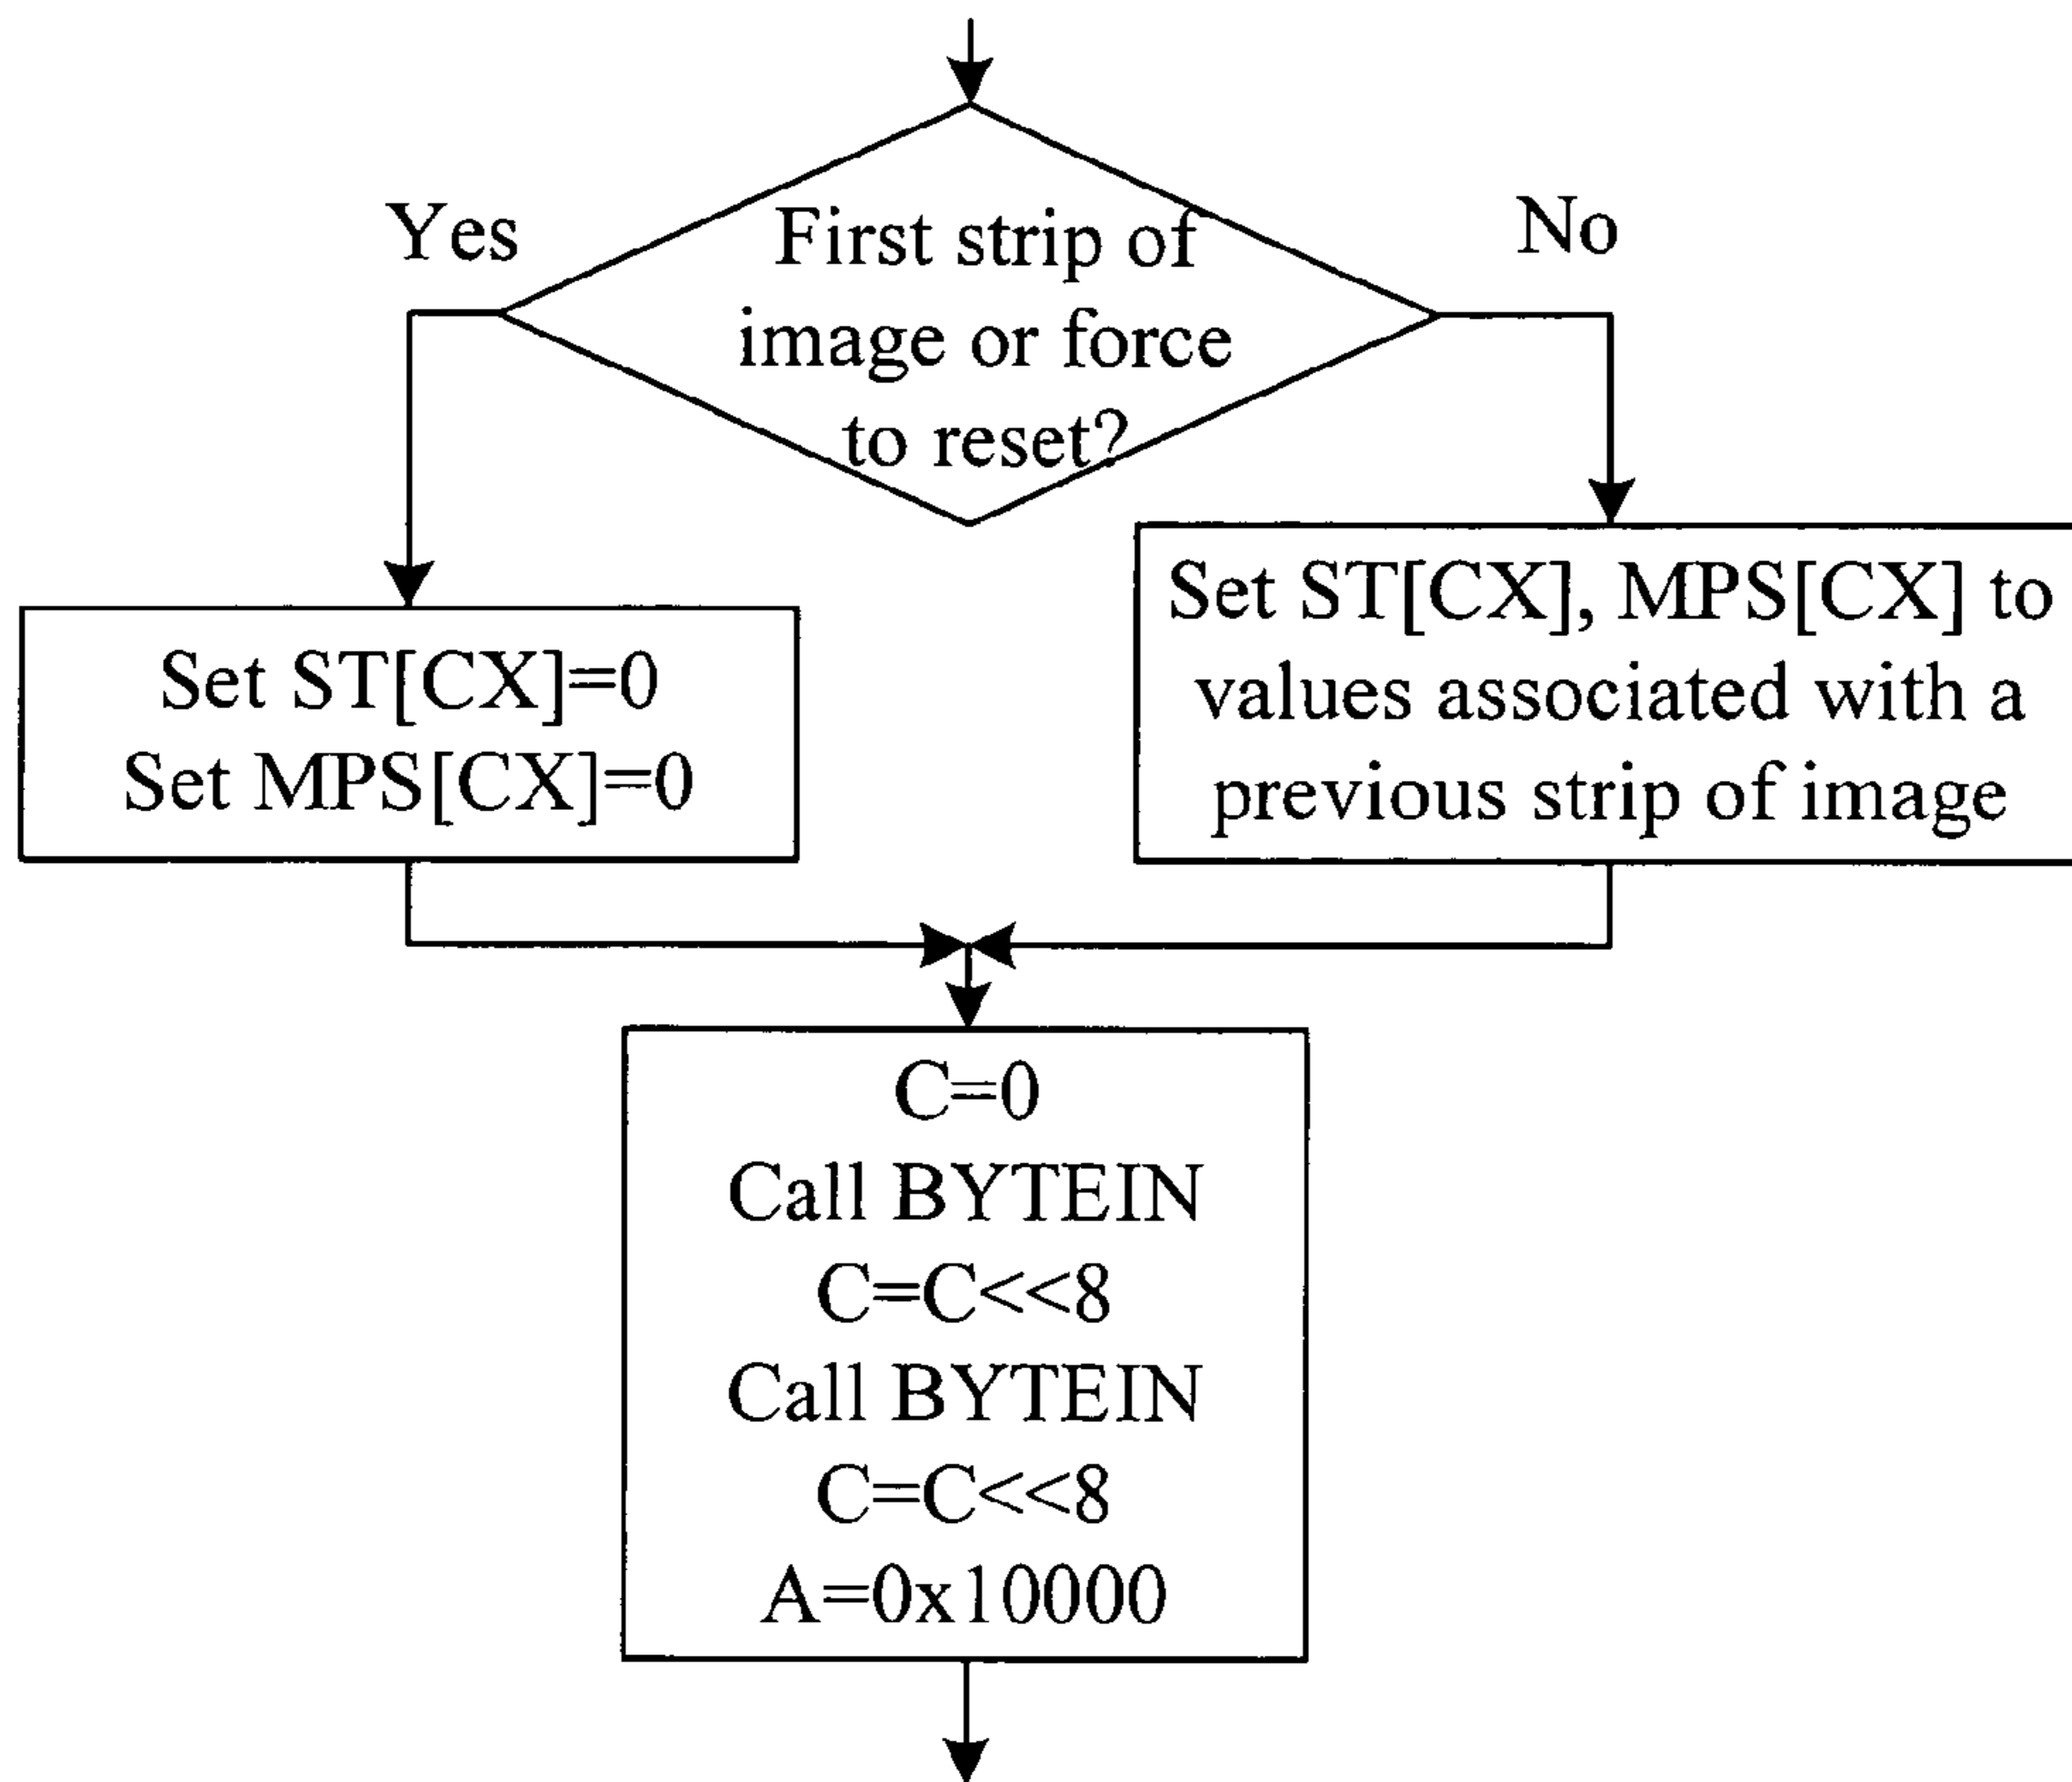 Yes
First strip of
image or force
to reset?
No
Set ST[CX]=0
Set MPS[CX]=0
Set ST[CX], MPS[CX] to
values associated with a
previous strip of image
C=0
Call BYTEIN
C=C<<8
Call BYTEIN
C=C<<8
A=0x10000